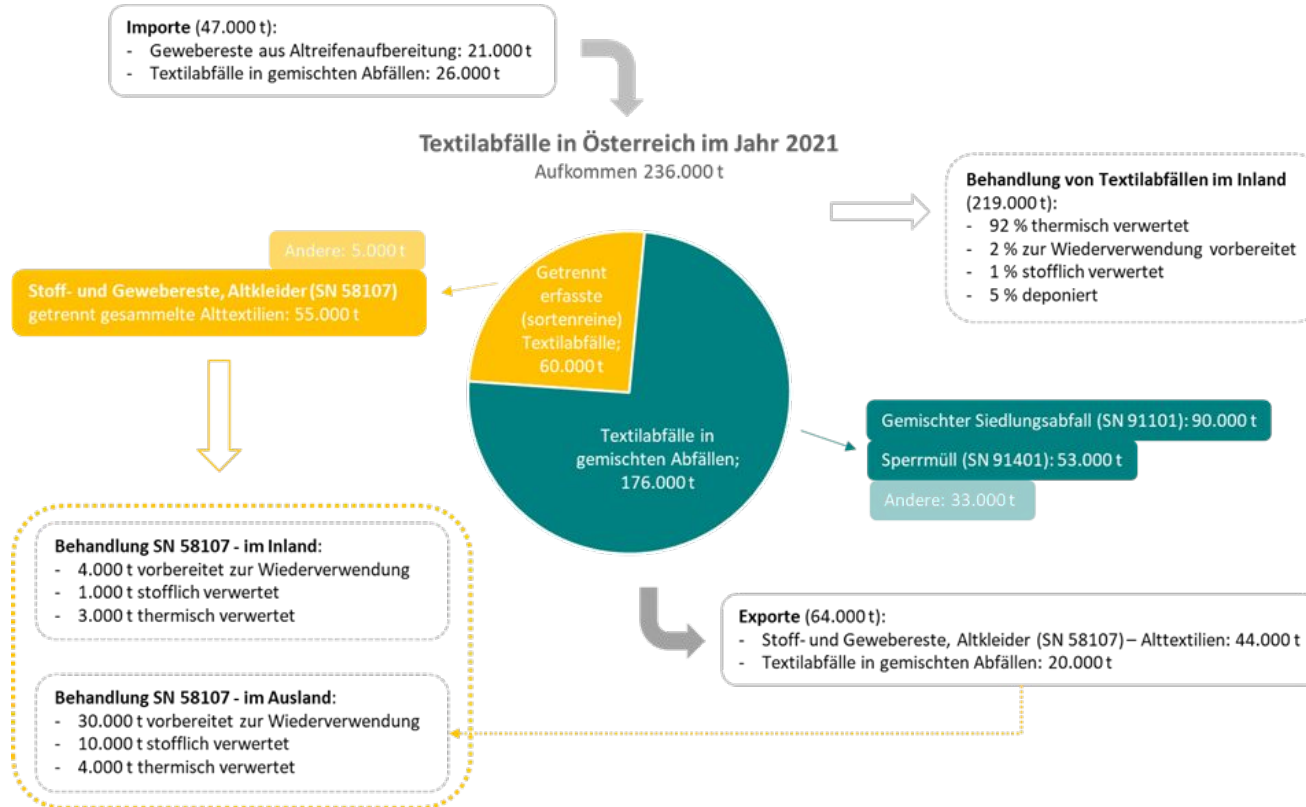 Importe (47.000 t):
- Gewebereste aus Altreifenaufbereitung: 21.000 t
- Textilabfälle in gemischten Abfällen: 26.000 t
Textilabfälle in Österreich im Jahr 2021
Aufkommen 236.000 t
Behandlung von Textilabfällen im Inland
(219.000 t):
- 92 % thermisch verwertet
- 2 % zur Wiederverwendung vorbereitet
- 1 % stofflich verwertet
- 5 % deponiert
Andere: 5.000 t
Stoff- und Gewebereste, Altkleider (SN 58107)
getrennt gesammelte Alttextilien: 55.000 t
Getrennt
erfasste
(sortenreine)
Textilabfälle;
60.000 t
Textilabfälle in
gemischten Abfällen;
176.000 t
Gemischter Siedlungsabfall (SN 91101): 90.000 t
Sperrmüll (SN 91401): 53.000 t
Andere: 33.000 t
Behandlung SN 58107 - im Inland:
- 4.000 t vorbereitet zur Wiederverwendung
- 1.000 t stofflich verwertet
- 3.000 t thermisch verwertet
Exporte (64.000 t):
- Stoff- und Gewebereste, Altkleider (SN 58107) – Alttextilien: 44.000 t
- Textilabfälle in gemischten Abfällen: 20.000 t
Behandlung SN 58107 - im Ausland:
- 30.000 t vorbereitet zur Wiederverwendung
- 10.000 t stofflich verwertet
- 4.000 t thermisch verwertet